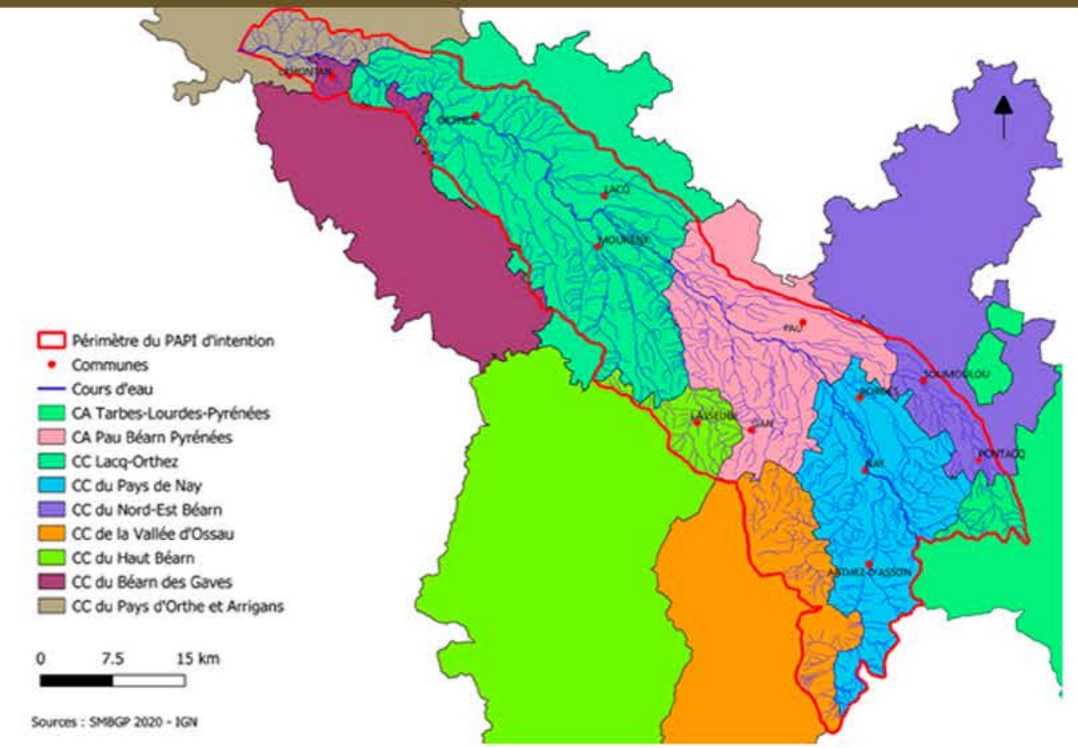 LAHONTAN
ORTHEZ
LACQ
MOURENX
PAU
SOUMOULOU
BORDES
LASSEUBE
GAN
PONTACQ
NAY
ARTHEZ-D'ASSON
Périmètre du PAPI d'intention
Communes
Cours d'eau
CA Tarbes-Lourdes-Pyrénées
CA Pau Béarn Pyrénées
CC Lacq-Orthez
CC du Pays de Nay
CC du Nord-Est Béarn
CC de la Vallée d'Ossau
CC du Haut Béarn
CC du Béarn des Gaves
CC du Pays d'Orthe et Arrigans
0 7.5 15 km
Sources : SMBGP 2020 - IGN